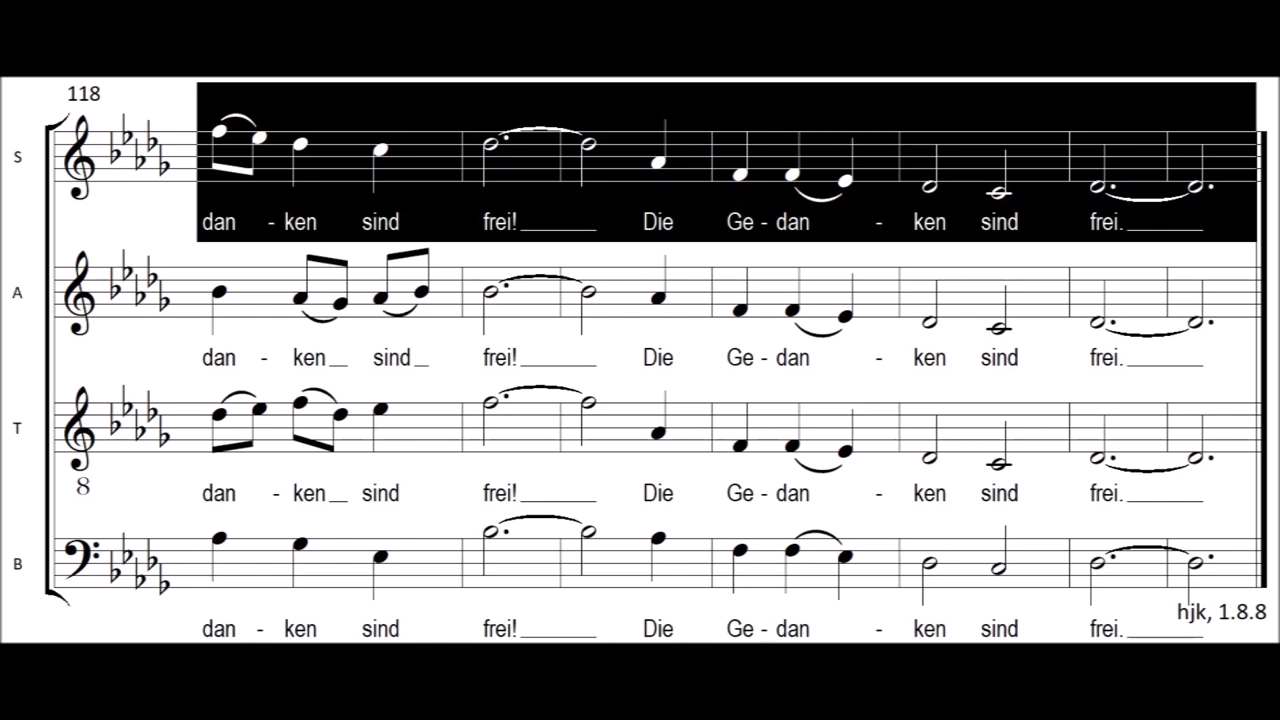 118
S
dan - ken sind frei! Die Ge - dan - ken sind frei.
A
dan - ken sind frei! Die Ge - dan - ken sind frei.
T
8
dan - ken sind frei! Die Ge - dan - ken sind frei.
B
hjk, 1.8.8
dan - ken sind frei! Die Ge - dan - ken sind frei.